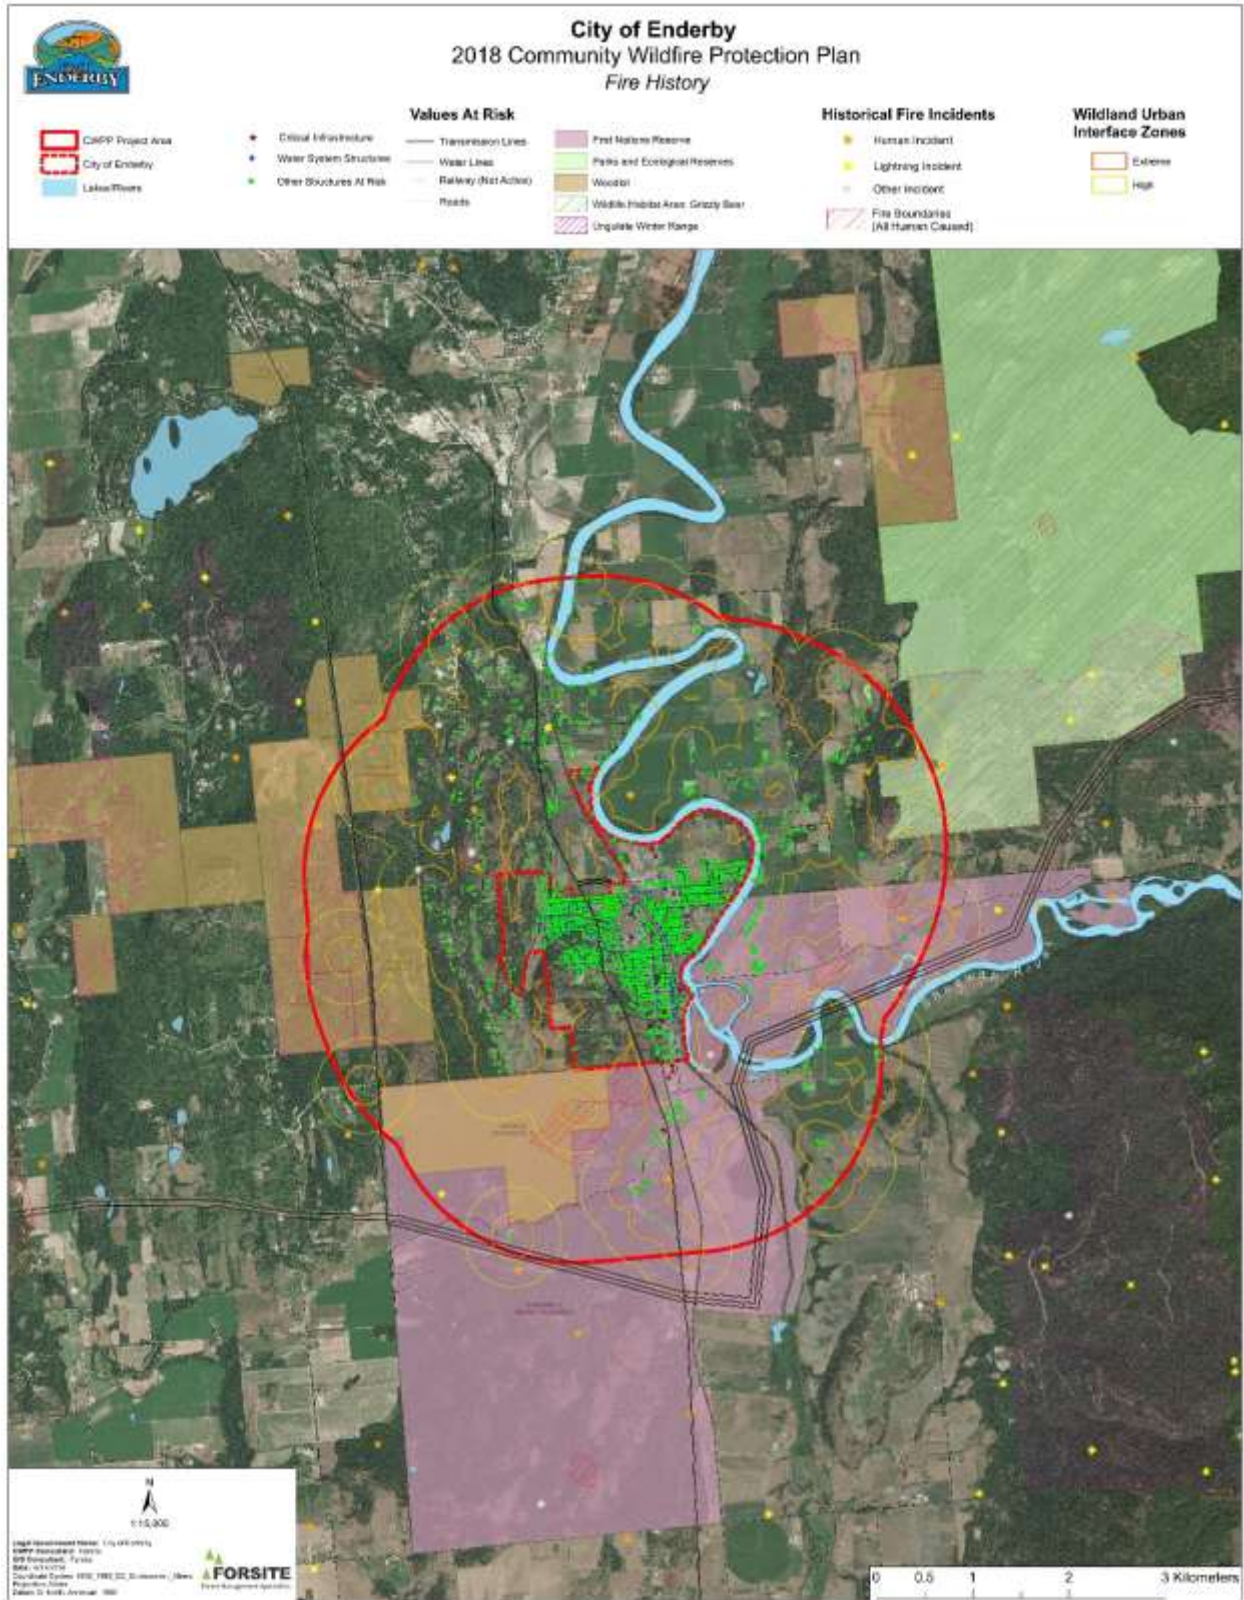 City of Enderby
2018 Community Wildfire Protection Plan
Fire History
ENDERBY
Values At Risk
Historical Fire Incidents
Wildland Urban
Interface Zones
CWPP Project Area
City of Enderby
Lakes/Rivers
Critical Infrastructure
Water System Structures
Other Structures At Risk
Transmission Lines
Water Lines
Railway (Not Active)
Roads
First Nations Reserve
Parks and Ecological Reserves
Woodlot
Wildlife Habitat Area: Grizzly Bear
Ungulate Winter Range
Human Incident
Lightning Incident
Other Incident
Fire Boundaries
(All Human Caused)
Extreme
High
N
1:15,000
FORSITE
0 0.5 1 2 3 Kilometers